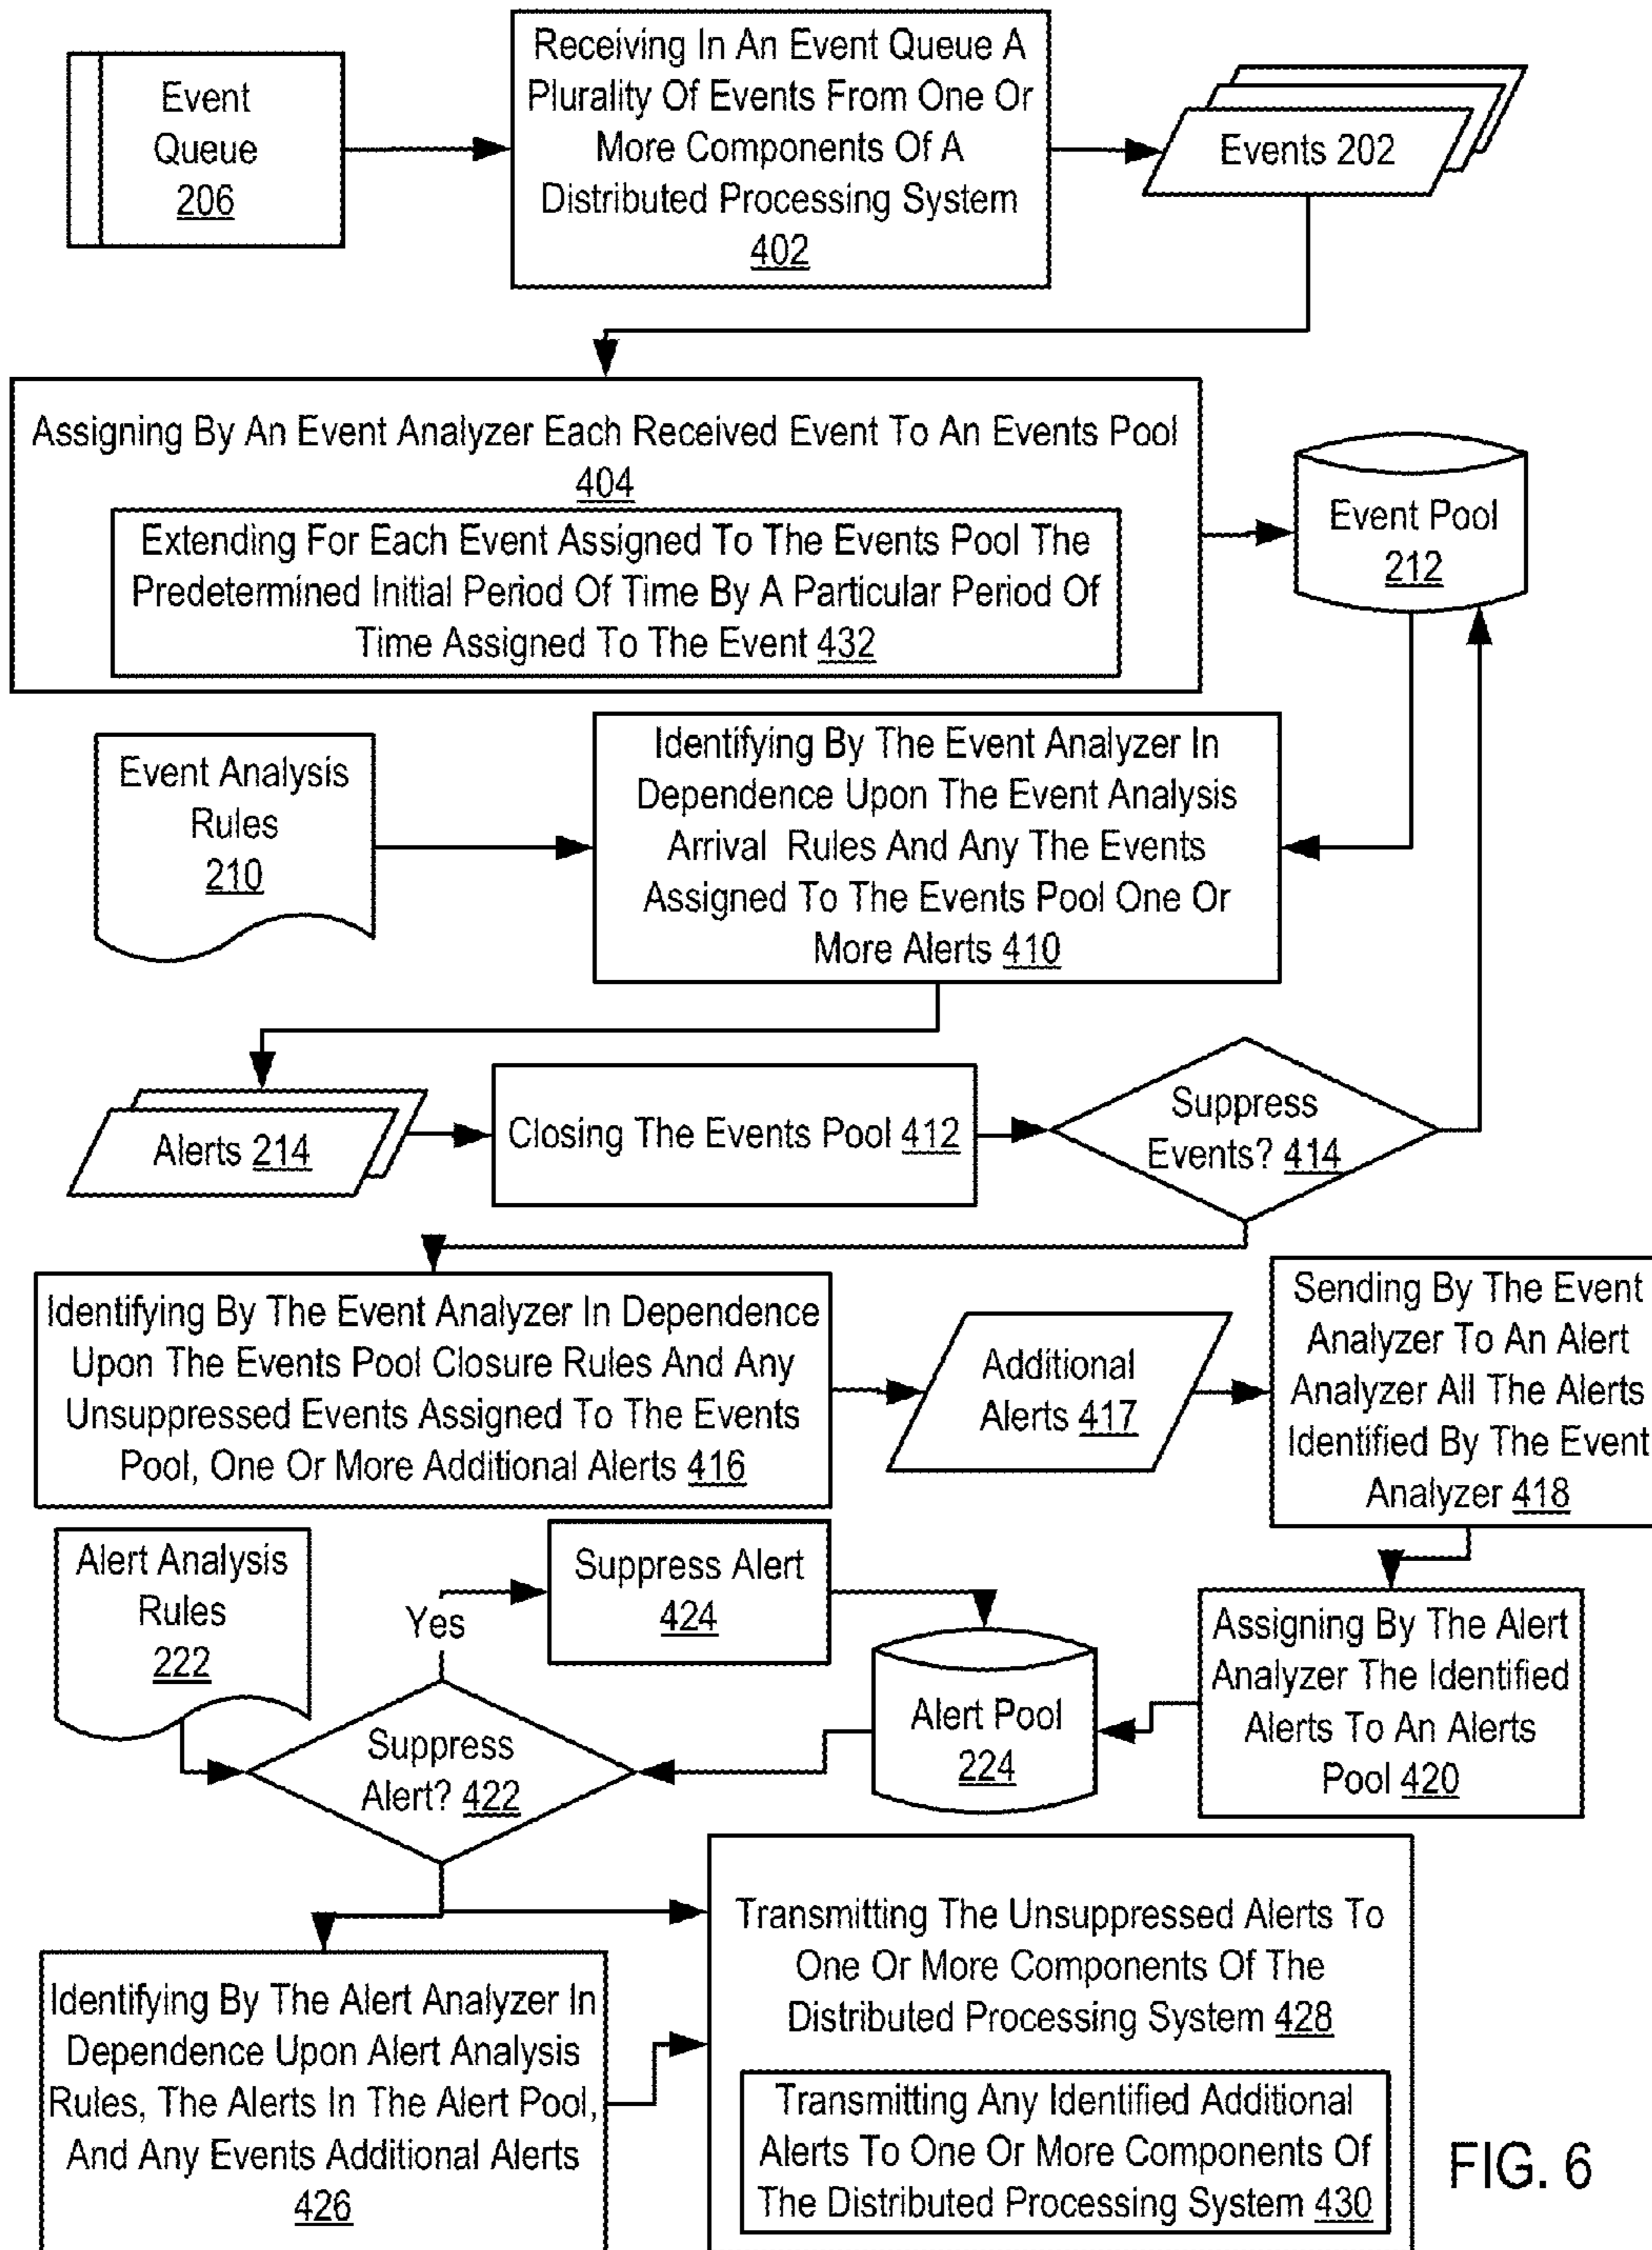 Event
Queue
206
Receiving In An Event Queue A
Plurality Of Events From One Or
More Components Of A
Distributed Processing System
402
Events 202
Assigning By An Event Analyzer Each Received Event To An Events Pool
404
Extending For Each Event Assigned To The Events Pool The
Predetermined Initial Period Of Time By A Particular Period Of
Time Assigned To The Event 432
Event Pool
212
Event Analysis
Rules
210
Identifying By The Event Analyzer In
Dependence Upon The Event Analysis
Arrival Rules And Any The Events
Assigned To The Events Pool One Or
More Alerts 410
Alerts 214
Closing The Events Pool 412
Suppress
Events? 414
Identifying By The Event Analyzer In Dependence
Upon The Events Pool Closure Rules And Any
Unsuppressed Events Assigned To The Events
Pool, One Or More Additional Alerts 416
Additional
Alerts 417
Sending By The Event
Analyzer To An Alert
Analyzer All The Alerts
Identified By The Event
Analyzer 418
Alert Analysis
Rules
222
Yes
Suppress Alert
424
Alert Pool
224
Assigning By The Alert
Analyzer The Identified
Alerts To An Alerts
Pool 420
Suppress
Alert? 422
Identifying By The Alert Analyzer In
Dependence Upon Alert Analysis
Rules, The Alerts In The Alert Pool,
And Any Events Additional Alerts
426
Transmitting The Unsuppressed Alerts To
One Or More Components Of The
Distributed Processing System 428
Transmitting Any Identified Additional
Alerts To One Or More Components Of
The Distributed Processing System 430
FIG. 6